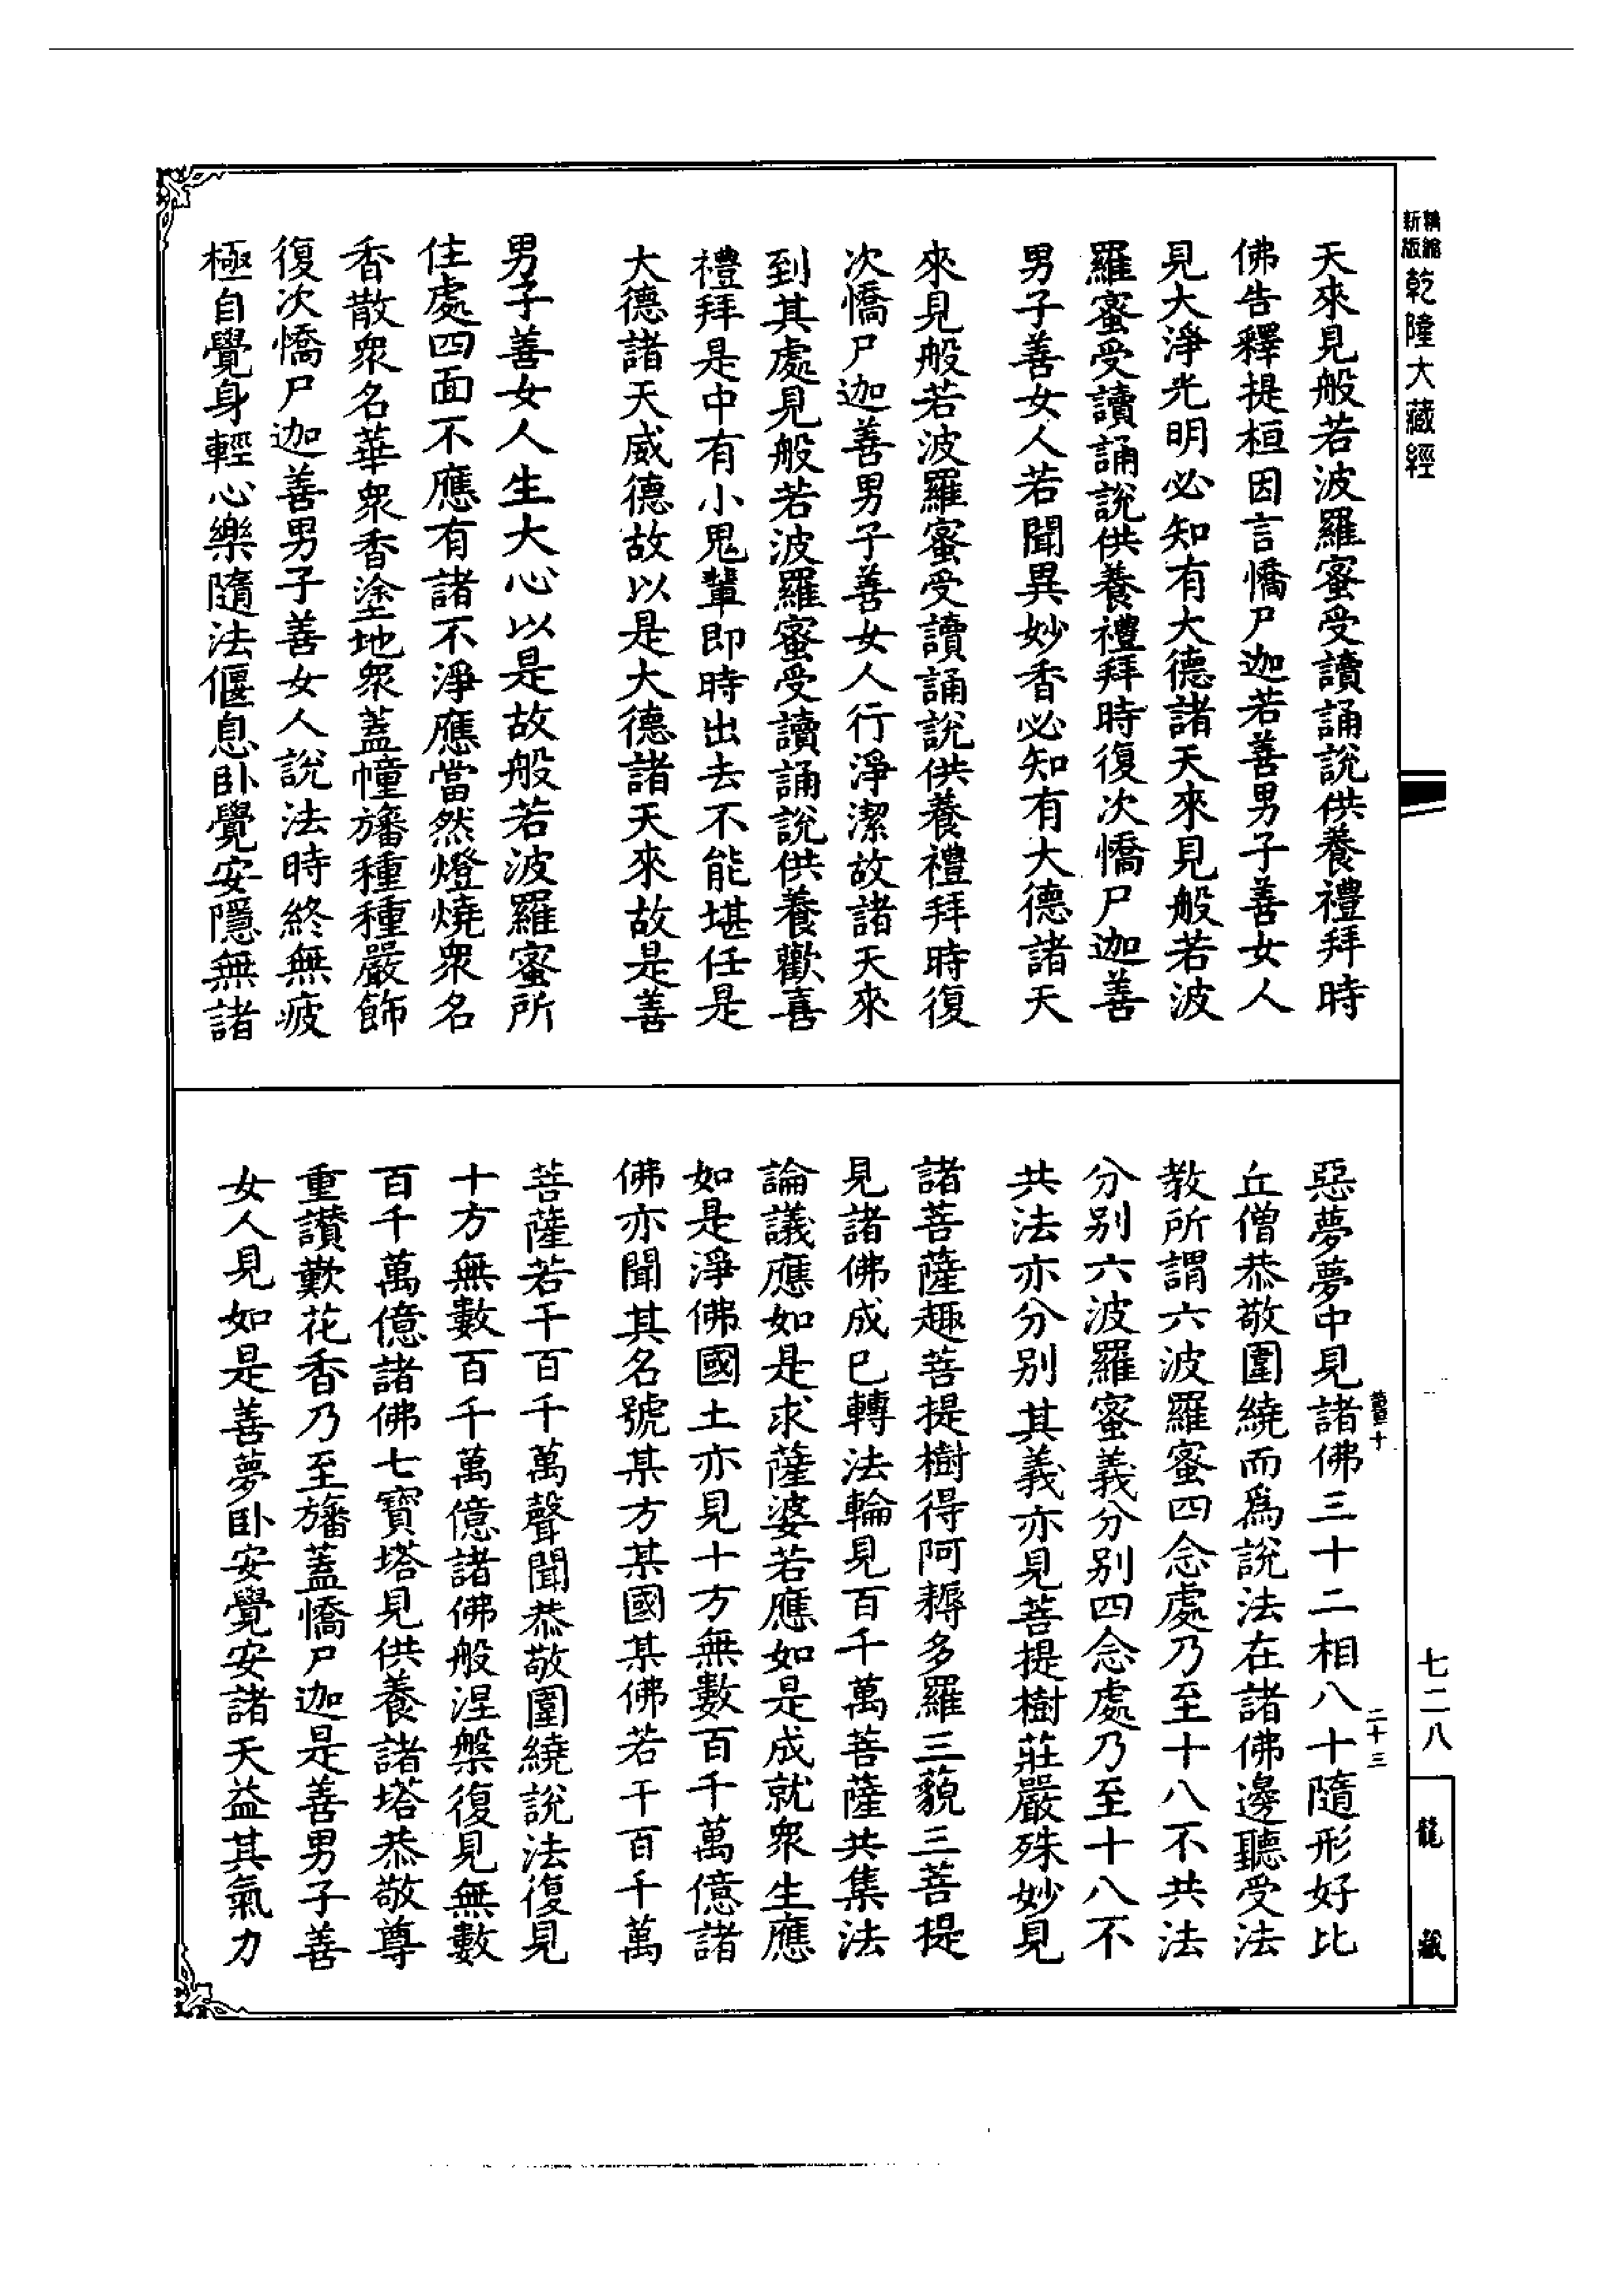 精縮新版 乾隆大藏經
天來見般若波羅蜜受讀誦說供養禮拜時
佛告釋提桓因言憍尸迦若善男子善女人
見大淨光明必知有大德諸天來見般若波
羅蜜受讀誦說供養禮拜時復次憍尸迦善
男子善女人若聞異妙香必知有大德諸天
來見般若波羅蜜受讀誦說供養禮拜時復
次憍尸迦善男子善女人行淨潔故諸天來
到其處見般若波羅蜜受讀誦說供養歡喜
禮拜是中有小鬼輩即時出去不能堪任是
大德諸天威德故以是大德諸天來故是善
男子善女人生大心以是故般若波羅蜜所
住處四面不應有諸不淨應當然燈燒眾名
香散眾名華眾香塗地眾蓋幢旛種種嚴飾
復次憍尸迦善男子善女人說法時終無疲
極自覺身輕心樂隨法偃息卧覺安隱無諸
惡夢夢中見諸佛三十二相八十隨形好比
丘僧恭敬圍繞而為說法在諸佛邊聽受法
教所謂六波羅蜜四念處乃至十八不共法
分別六波羅蜜義分別四念處乃至十八不
共法亦分別其義亦見菩提樹莊嚴殊妙見
諸菩薩趣菩提樹得阿耨多羅三藐三菩提
見諸佛成已轉法輪見百千萬菩薩共集法
論議應如是求薩婆若應如是成就眾生應
如是淨佛國土亦見十方無數百千萬億諸
佛亦聞其名號某方某國某佛若干百千萬
菩薩若干百千萬聲聞恭敬圍繞說法復見
十方無數百千萬億諸佛般涅槃復見無數
百千萬億諸佛七寶塔見供養諸塔恭敬尊
重讚歎花香乃至旛蓋憍尸迦是善男子善
女人見如是善夢卧安覺安諸天益其氣力
二十三
七二八
龍藏